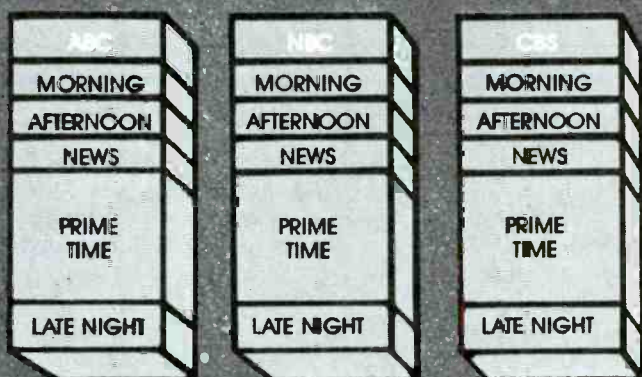 ABC
MORNING
AFTERNOON
NEWS
PRIME
TIME
LATE NIGHT
NBC
MORNING
AFTERNOON
NEWS
PRIME
TIME
LATE NIGHT
CBS
MORNING
AFTERNOON
NEWS
PRIME
TIME
LATE NIGHT